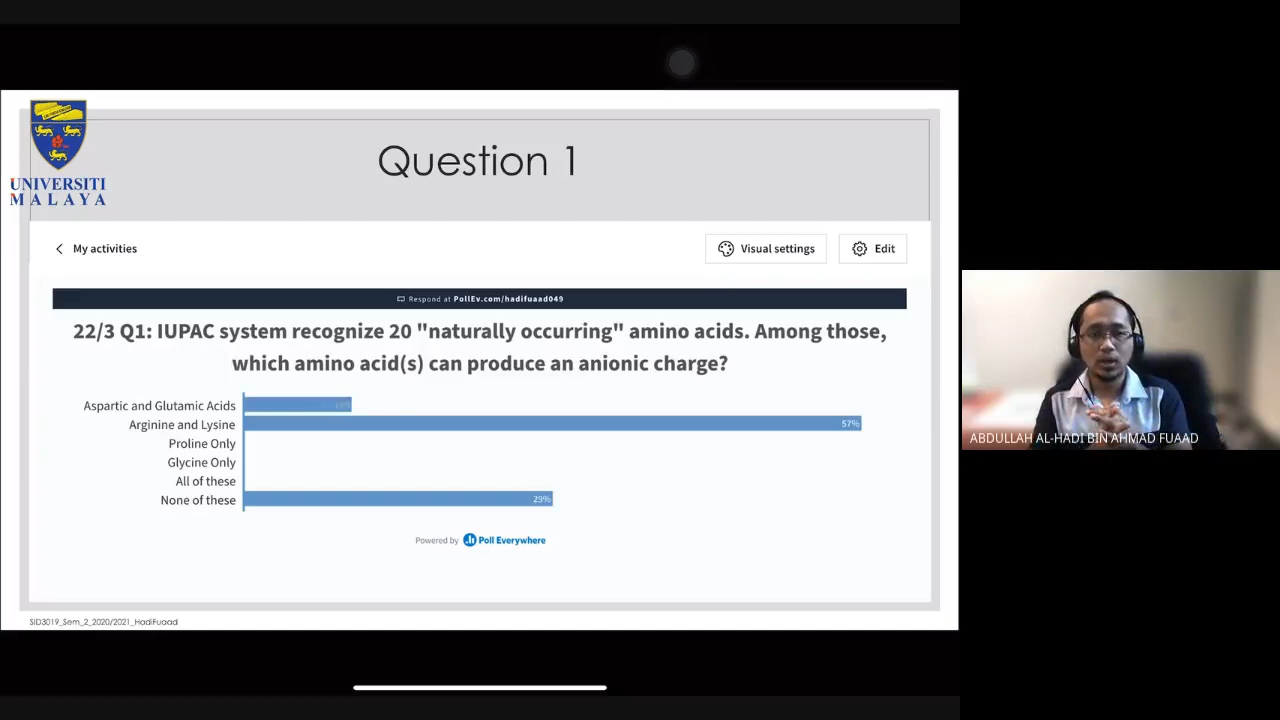 UNIVERSITI
MALAYA
Question 1
My activities
Visual settings
Edit
Respond at PollEv.com/hadifuaad049
22/3 Q1: IUPAC system recognize 20 "naturally occurring" amino acids. Among those,
which amino acid(s) can produce an anionic charge?
Aspartic and Glutamic Acids
Arginine and Lysine 57%
Proline Only
Glycine Only
All of these
None of these 29%
Powered by Poll Everywhere
SID3019_Sem_2_2020/2021_HadiFuaad
ABDULLAH AL-HADI BIN AHMAD FUAAD